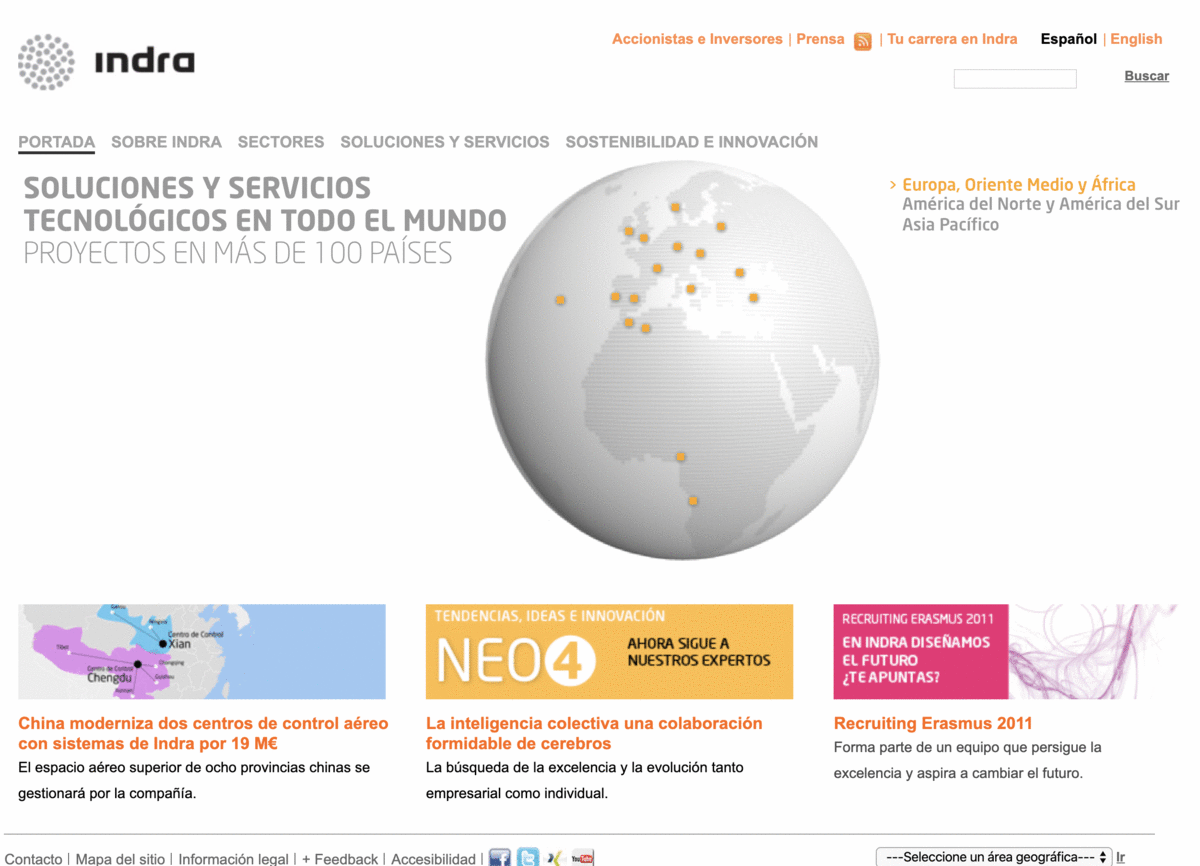 indra
Accionistas e Inversores | Prensa | Tu carrera en Indra Español | English
Buscar
PORTADA SOBRE INDRA SECTORES SOLUCIONES Y SERVICIOS SOSTENIBILIDAD E INNOVACIÓN
SOLUCIONES Y SERVICIOS
TECNOLÓGICOS EN TODO EL MUNDO
PROYECTOS EN MÁS DE 100 PAÍSES
> Europa, Oriente Medio y África
América del Norte y América del Sur
Asia Pacífico
Centro de Control
Xian
Tibet
Centro de Control
Chengdu
Chongqing
Guizhou
Yunnan
TENDENCIAS, IDEAS E INNOVACIÓN
NEO4
AHORA SIGUE A
NUESTROS EXPERTOS
RECRUITING ERASMUS 2011
EN INDRA DISEÑAMOS
EL FUTURO
¿TE APUNTAS?
China moderniza dos centros de control aéreo
con sistemas de Indra por 19 M€
El espacio aéreo superior de ocho provincias chinas se
gestionará por la compañía.
La inteligencia colectiva una colaboración
formidable de cerebros
La búsqueda de la excelencia y la evolución tanto
empresarial como individual.
Recruiting Erasmus 2011
Forma parte de un equipo que persigue la
excelencia y aspira a cambiar el futuro.
Contacto | Mapa del sitio | Información legal | + Feedback | Accesibilidad |
YouTube
---Seleccione un área geográfica--- Ir